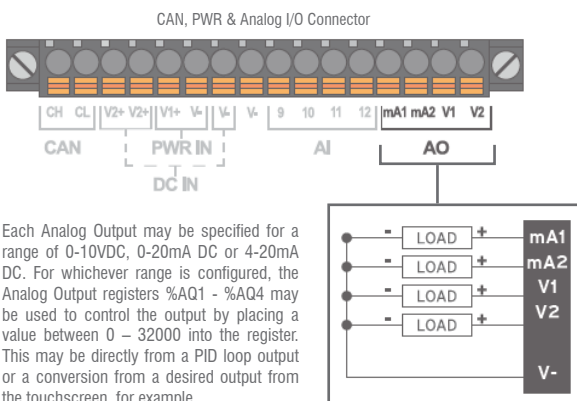 CAN, PWR & Analog I/O Connector
CH CL V2+ V2+ V1+ V- V- V- 9 10 11 12 mA1 mA2 V1 V2
CAN PWR IN AI AO
DC IN
Each Analog Output may be specified for a
range of 0-10VDC, 0-20mA DC or 4-20mA
DC. For whichever range is configured, the
Analog Output registers %AQ1 - %AQ4 may
be used to control the output by placing a
value between 0 – 32000 into the register.
This may be directly from a PID loop output
or a conversion from a desired output from
the touchscreen, for example.
- LOAD + mA1
- LOAD + mA2
- LOAD + V1
- LOAD + V2
V-